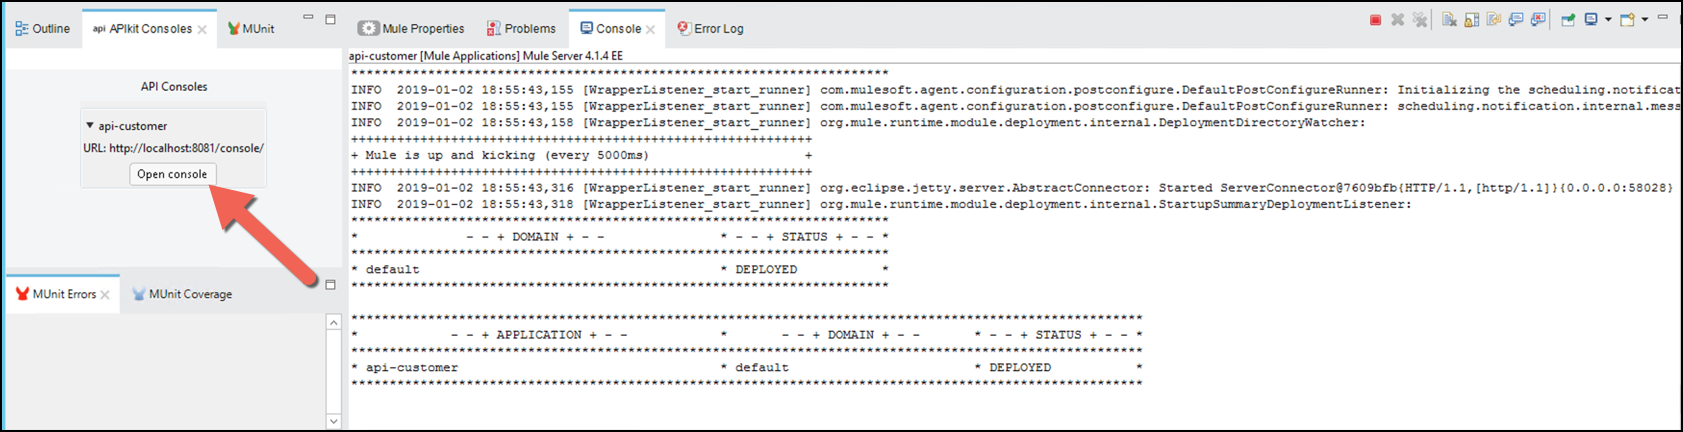 Outline
api APIkit Consoles
MUnit
API Consoles
api-customer
URL: http://localhost:8081/console/
Open console
MUnit Errors
MUnit Coverage
Mule Properties
Problems
Console
Error Log
api-customer [Mule Applications] Mule Server 4.1.4 EE
**********************************************************************
INFO  2019-01-02 18:55:43,155 [WrapperListener_start_runner] com.mulesoft.agent.configuration.postconfigure.DefaultPostConfigureRunner: Initializing the scheduling.notificat
INFO  2019-01-02 18:55:43,155 [WrapperListener_start_runner] com.mulesoft.agent.configuration.postconfigure.DefaultPostConfigureRunner: scheduling.notification.internal.mess
INFO  2019-01-02 18:55:43,158 [WrapperListener_start_runner] org.mule.runtime.module.deployment.internal.DeploymentDirectoryWatcher:
++++++++++++++++++++++++++++++++++++++++++++++++++++++++++++
+ Mule is up and kicking (every 5000ms)                    +
++++++++++++++++++++++++++++++++++++++++++++++++++++++++++++
INFO  2019-01-02 18:55:43,316 [WrapperListener_start_runner] org.eclipse.jetty.server.AbstractConnector: Started ServerConnector@7609bfb{HTTP/1.1,[http/1.1]}{0.0.0.0:58028}
INFO  2019-01-02 18:55:43,318 [WrapperListener_start_runner] org.mule.runtime.module.deployment.internal.StartupSummaryDeploymentListener:
**********************************************************************
*              - - + DOMAIN + - -               * - - + STATUS + - - *
**********************************************************************
* default                                       * DEPLOYED           *
**********************************************************************
*******************************************************************************************************
*            - - + APPLICATION + - -            *       - - + DOMAIN + - -       * - - + STATUS + - - *
*******************************************************************************************************
* api-customer                                  * default                        * DEPLOYED           *
*******************************************************************************************************